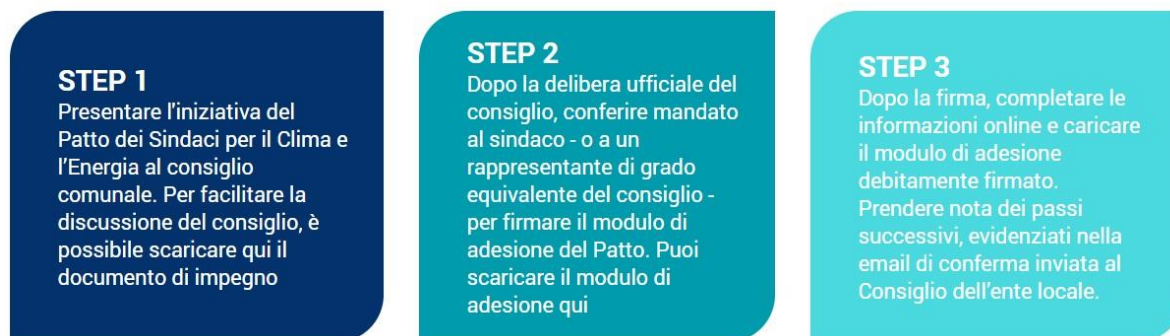 STEP 1
Presentare l'iniziativa del
Patto dei Sindaci per il Clima e
l'Energia al consiglio
comunale. Per facilitare la
discussione del consiglio, è
possibile scaricare qui il
documento di impegno
STEP 2
Dopo la delibera ufficiale del
consiglio, conferire mandato
al sindaco - o a un
rappresentante di grado
equivalente del consiglio -
per firmare il modulo di
adesione del Patto. Puoi
scaricare il modulo di
adesione qui
STEP 3
Dopo la firma, completare le
informazioni online e caricare
il modulo di adesione
debitamente firmato.
Prendere nota dei passi
successivi, evidenziati nella
email di conferma inviata al
Consiglio dell'ente locale.